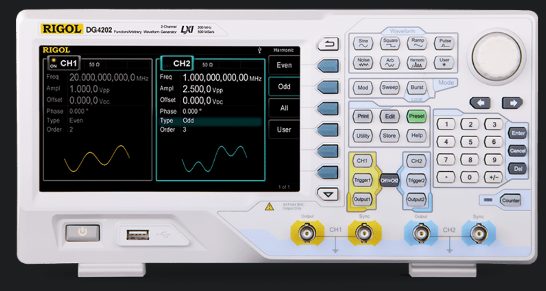 RIGOL DG4202 2-Channel Function/Arbitrary Waveform Generator LXI 200 MHz 500 MSa/s
RIGOL Harmonic
ON CH1 50 Ω
Freq 20.000,000,000,0 MHz
Ampl 1.000,0 Vpp
Offset 0.000,0 Vdc
Phase 0.000 °
Type Even
Order 2
CH2 50 Ω
Freq 1.000,000,000,00 MHz
Ampl 2.500,0 Vpp
Offset 0.000,0 Vdc
Phase 0.000 °
Type Odd
Order 3
Even
Odd
All
User
1 of 1
Waveform
Sine Square Ramp Pulse
Noise Arb Harmonic User
Mod Sweep Burst Mode
Print Edit Preset
Utility Store Help
CH1 CH2
Trigger1 Trigger2
Output1 Output2
1 2 3
4 5 6
7 8 9
· 0 +/-
Enter
Cancel
Del
Counter
Output Sync Output Sync
CH1 CH2